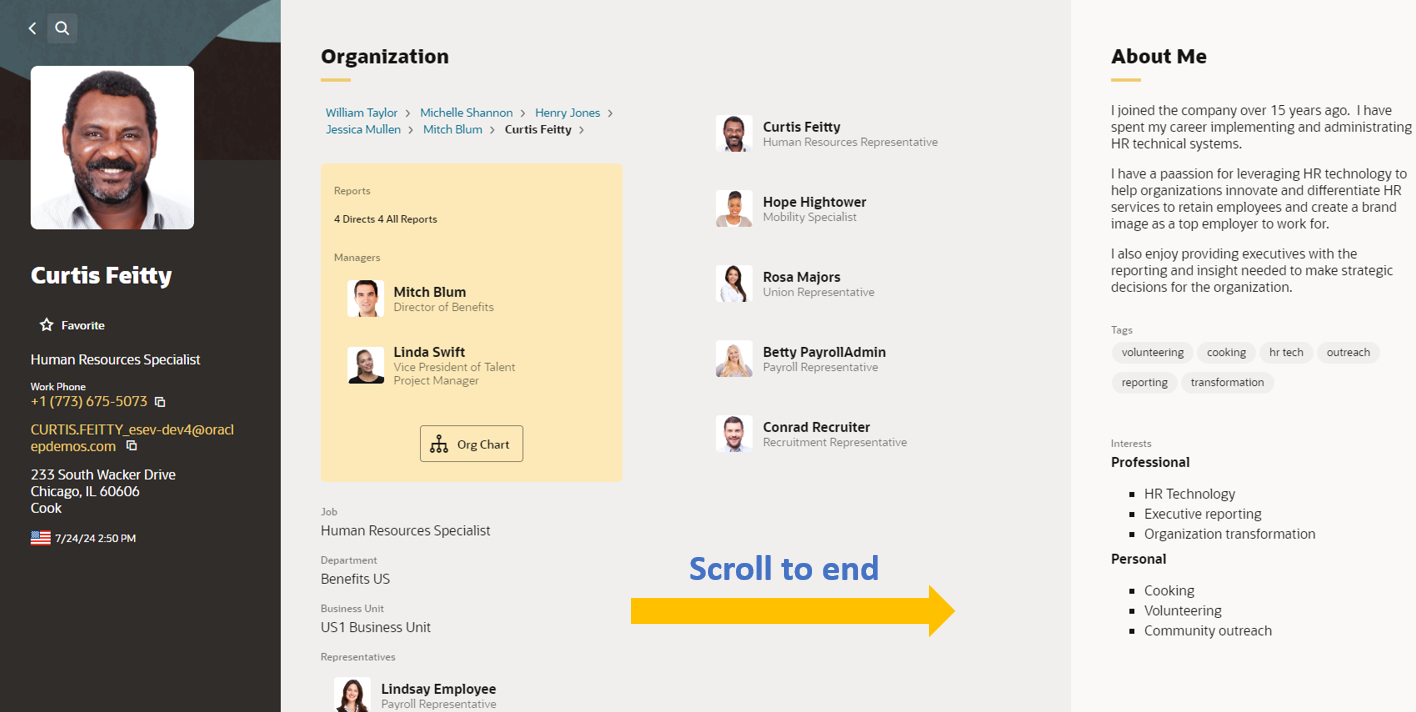 Curtis Feitty
Favorite
Human Resources Specialist
Work Phone
+1 (773) 675-5073
CURTIS.FEITTY_esev-dev4@oracl
epdemos.com
233 South Wacker Drive
Chicago, IL 60606
Cook
7/24/24 2:50 PM
Organization
William Taylor > Michelle Shannon > Henry Jones >
Jessica Mullen > Mitch Blum > Curtis Feitty >
Reports
4 Directs 4 All Reports
Managers
Mitch Blum
Director of Benefits
Linda Swift
Vice President of Talent
Project Manager
Org Chart
Job
Human Resources Specialist
Department
Benefits US
Business Unit
US1 Business Unit
Representatives
Lindsay Employee
Payroll Representative
Curtis Feitty
Human Resources Representative
Hope Hightower
Mobility Specialist
Rosa Majors
Union Representative
Betty PayrollAdmin
Payroll Representative
Conrad Recruiter
Recruitment Representative
Scroll to end
About Me
I joined the company over 15 years ago. I have
spent my career implementing and administrating
HR technical systems.
I have a paassion for leveraging HR technology to
help organizations innovate and differentiate HR
services to retain employees and create a brand
image as a top employer to work for.
I also enjoy providing executives with the
reporting and insight needed to make strategic
decisions for the organization.
Tags
volunteering cooking hr tech outreach
reporting transformation
Interests
Professional
HR Technology
Executive reporting
Organization transformation
Personal
Cooking
Volunteering
Community outreach